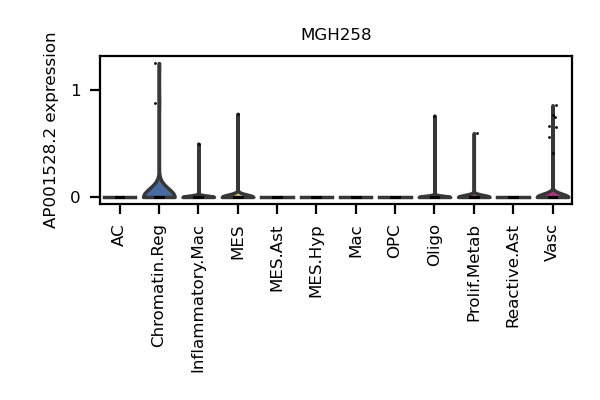 MGH258
AP001528.2 expression
1
0
AC
Chromatin.Reg
Inflammatory.Mac
MES
MES.Ast
MES.Hyp
Mac
OPC
Oligo
Prolif.Metab
Reactive.Ast
Vasc